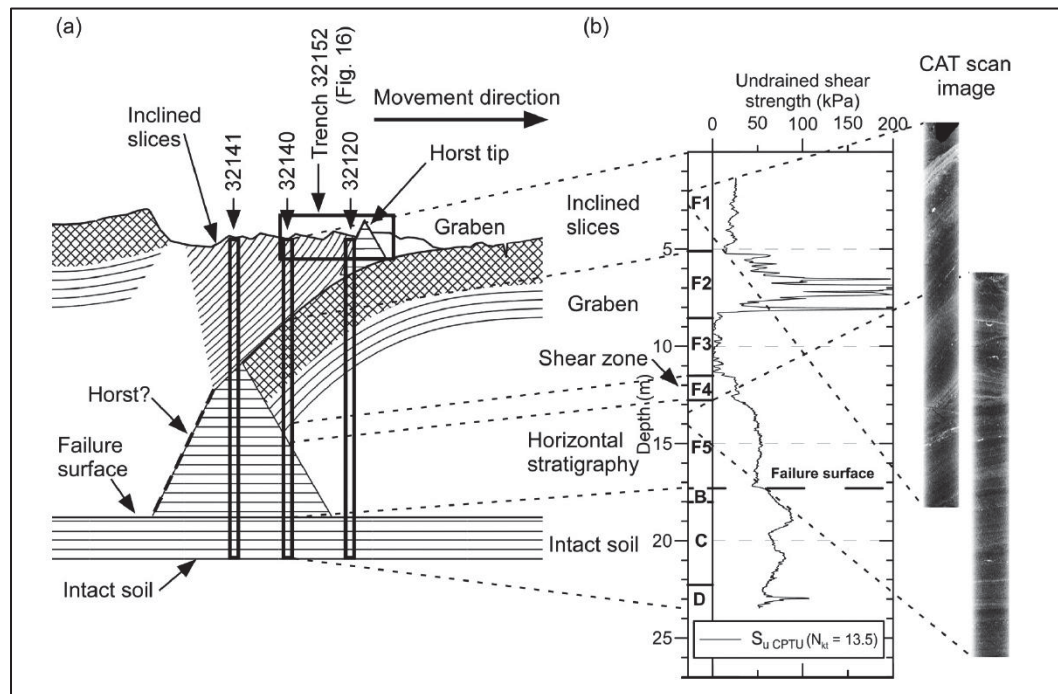 (a)
Inclined
slices
32141
32140
Trench 32152
(Fig. 16)
32120
Movement direction
Horst tip
Graben
Horst?
Failure
surface
Intact soil
(b)
Undrained shear
strength (kPa)
0 50 100 150 200
CAT scan
image
Inclined
slices
Graben
Shear zone
Horizontal
stratigraphy
Intact soil
Depth (m)
5
10
15
20
25
F1
F2
F3
F4
F5
B
C
D
Failure surface
Su CPTU (Nkt = 13.5)